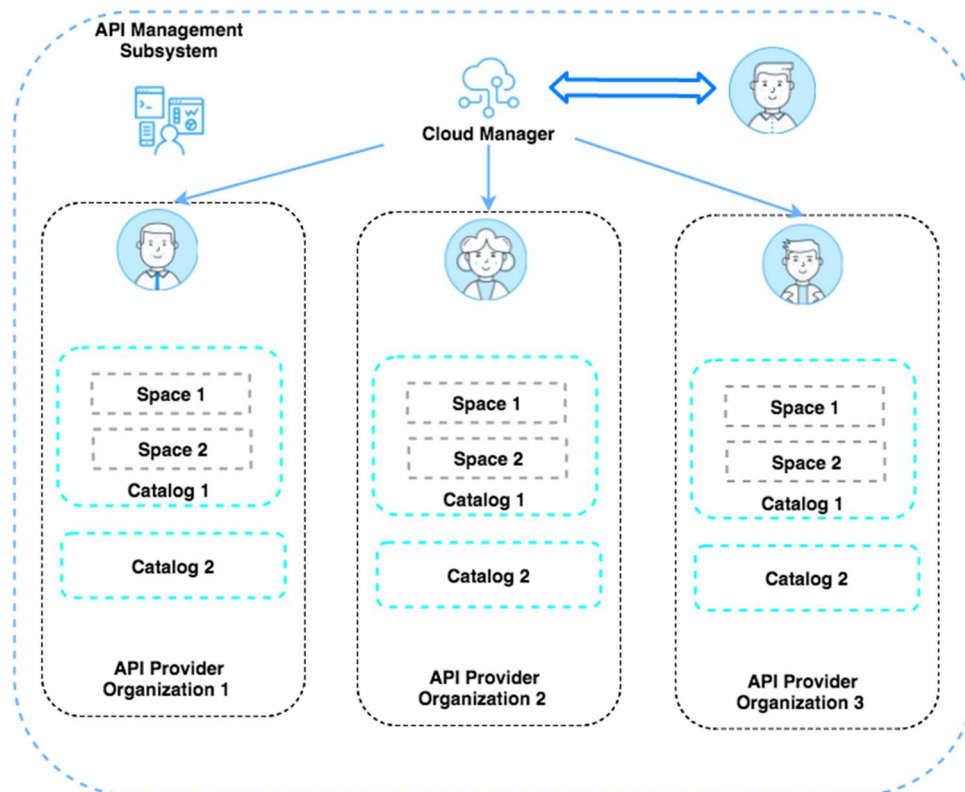 API Management
Subsystem
Cloud Manager
Space 1
Space 2
Catalog 1
Catalog 2
API Provider
Organization 1
Space 1
Space 2
Catalog 1
Catalog 2
API Provider
Organization 2
Space 1
Space 2
Catalog 1
Catalog 2
API Provider
Organization 3